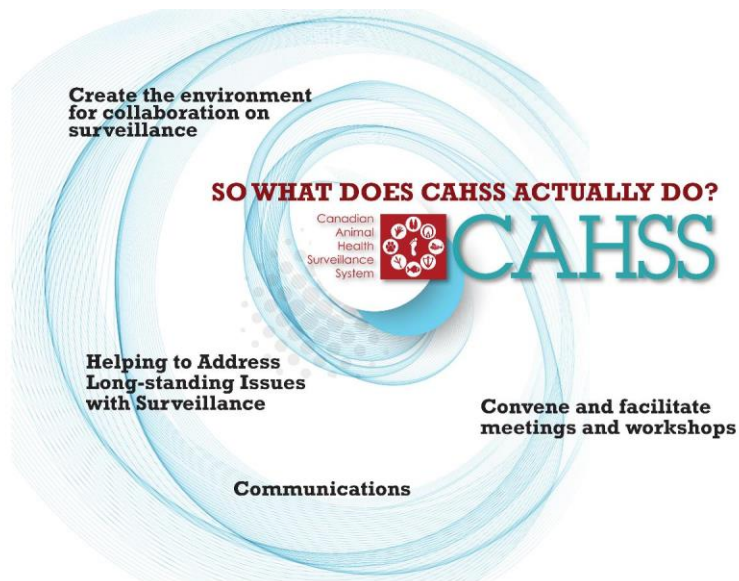 Create the environment
for collaboration on
surveillance
SO WHAT DOES CAHSS ACTUALLY DO?
Canadian
Animal
Health
Surveillance
System
CAHSS
Helping to Address
Long-standing Issues
with Surveillance
Convene and facilitate
meetings and workshops
Communications